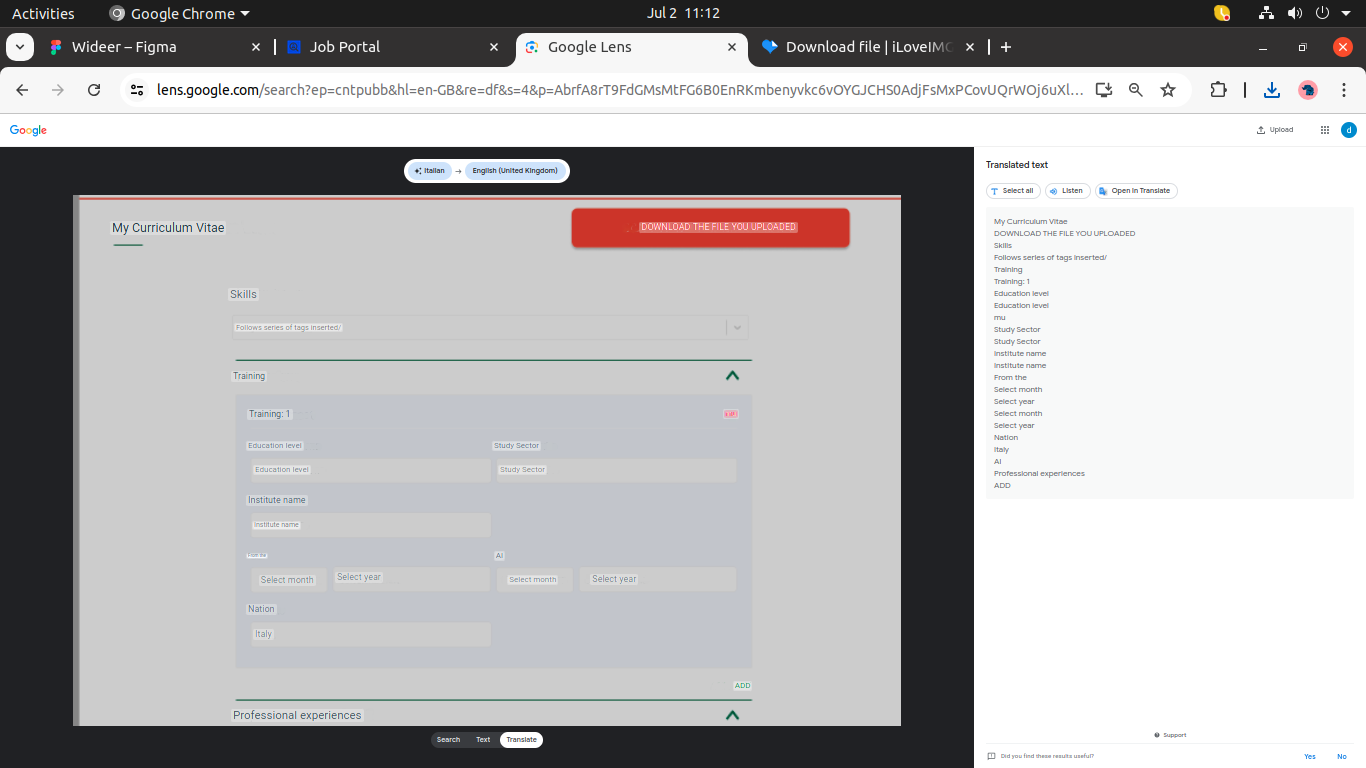 Activities
Google Chrome
Jul 2 11:12
Wideer – Figma
Job Portal
Google Lens
Download file | iLoveIMG
lens.google.com/search?ep=cntpubb&hl=en-GB&re=df&s=4&p=AbrfA8rT9FdGMsMtFG6B0EnRKmbenyvkc6vOYGJCHS0AdjFsMxPCovUQrWOj6uXl...
Google
Upload
d
Italian → English (United Kingdom)
My Curriculum Vitae
DOWNLOAD THE FILE YOU UPLOADED
Skills
Follows series of tags inserted/
Training
Training: 1
Education level
Study Sector
Education level
Study Sector
Institute name
Institute name
From the
AI
Select month
Select year
Select month
Select year
Nation
Italy
ADD
Professional experiences
Search
Text
Translate
Translated text
Select all
Listen
Open in Translate
My Curriculum Vitae
DOWNLOAD THE FILE YOU UPLOADED
Skills
Follows series of tags inserted/
Training
Training: 1
Education level
Education level
mu
Study Sector
Study Sector
Institute name
Institute name
From the
Select month
Select year
Select month
Select year
Nation
Italy
AI
Professional experiences
ADD
Support
Did you find these results useful?
Yes
No